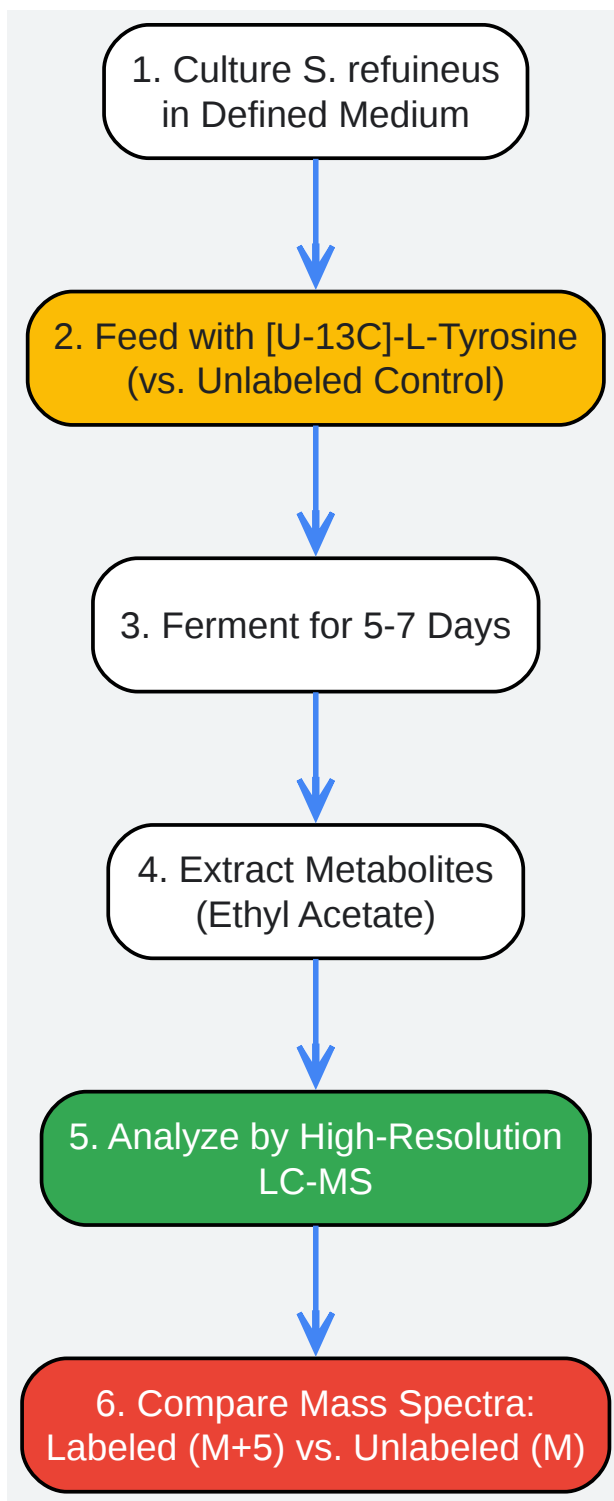 1. Culture S. refuineus
in Defined Medium
2. Feed with [U-13C]-L-Tyrosine
(vs. Unlabeled Control)
3. Ferment for 5-7 Days
4. Extract Metabolites
(Ethyl Acetate)
5. Analyze by High-Resolution
LC-MS
6. Compare Mass Spectra:
Labeled (M+5) vs. Unlabeled (M)